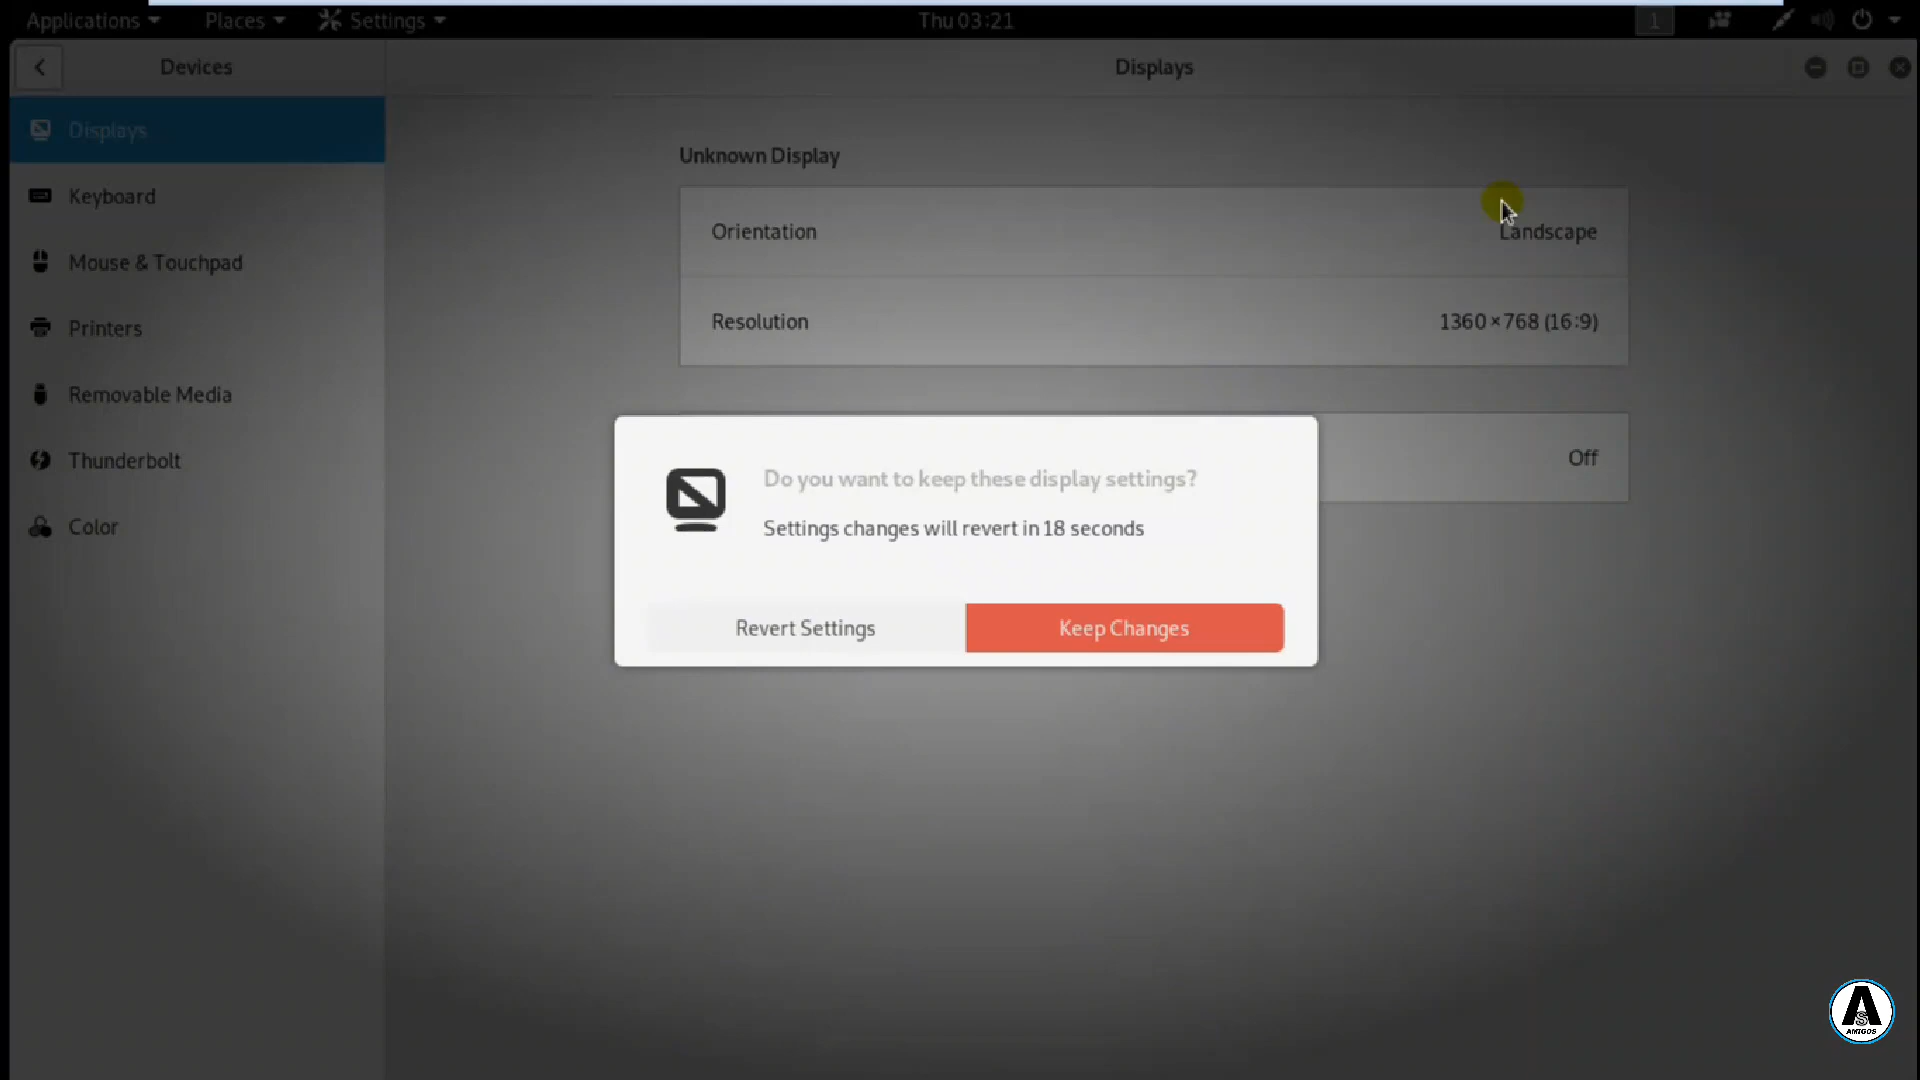 Applications Places Settings Thu 03:21 1
Devices Displays
Displays
Keyboard
Mouse & Touchpad
Printers
Removable Media
Thunderbolt
Color
Unknown Display
Orientation Landscape
Resolution 1360 × 768 (16:9)
Off
Do you want to keep these display settings?
Settings changes will revert in 18 seconds
Revert Settings Keep Changes
AS
AMIGOS